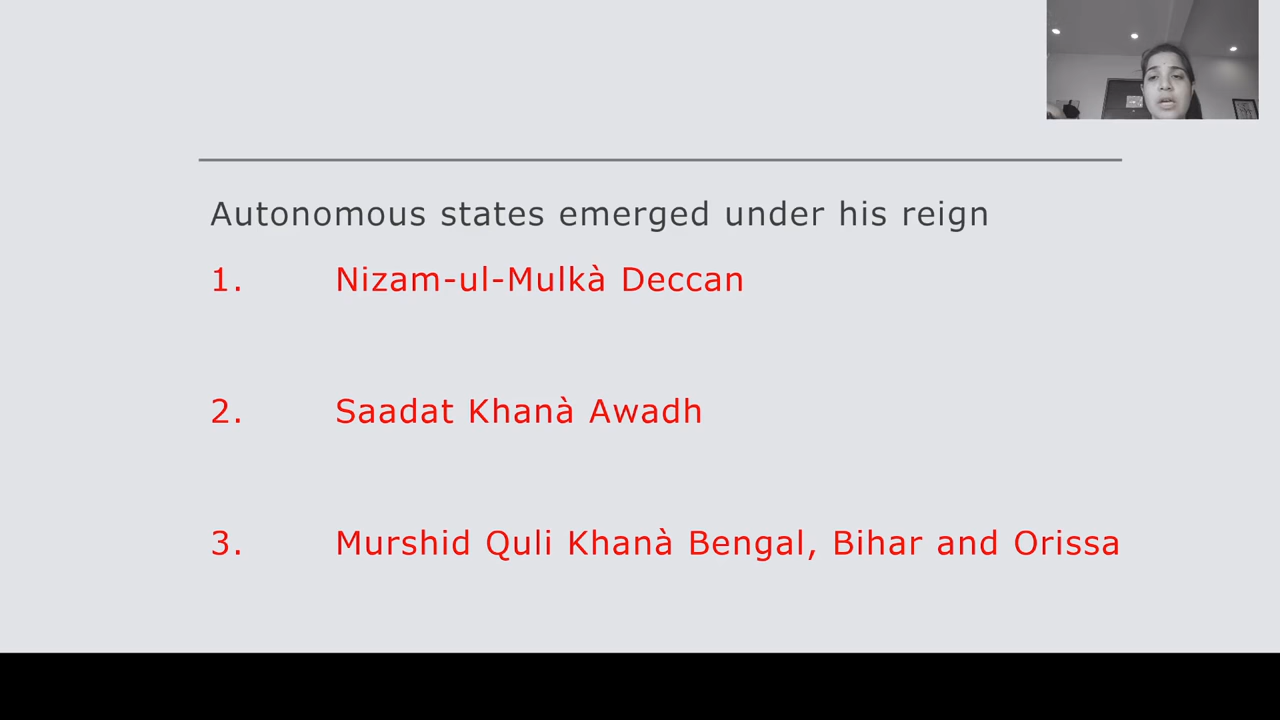 Autonomous states emerged under his reign
1. Nizam-ul-Mulkà Deccan
2. Saadat Khanà Awadh
3. Murshid Quli Khanà Bengal, Bihar and Orissa